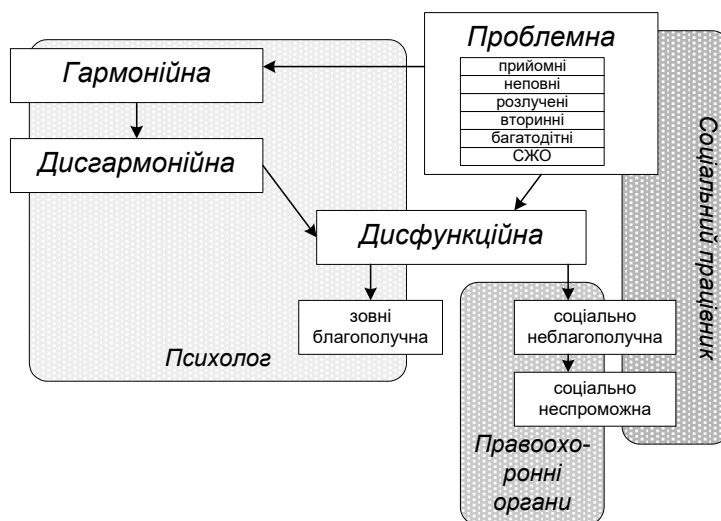 Проблемна
прийомні
неповні
розлучені
вторинні
багатодітні
СЖО
Гармонійна
Дисгармонійна
Дисфункційна
зовні
благополучна
соціально
неблагополучна
соціально
неспроможна
Психолог
Правоохо-
ронні
органи
Соціальний працівник